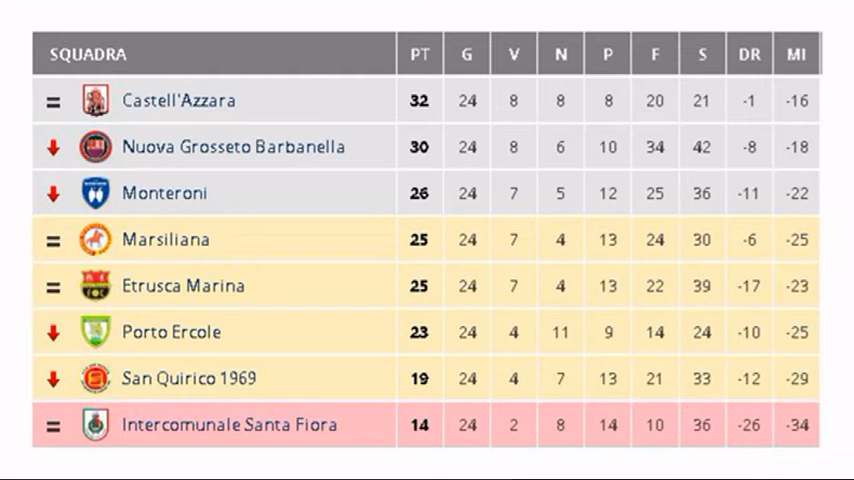 SQUADRA PT G V N P F S DR MI
= Castell'Azzara 32 24 8 8 8 20 21 -1 -16
Nuova Grosseto Barbanella 30 24 8 6 10 34 42 -8 -18
Monteroni 26 24 7 5 12 25 36 -11 -22
= Marsiliana 25 24 7 4 13 24 30 -6 -25
= Etrusca Marina 25 24 7 4 13 22 39 -17 -23
Porto Ercole 23 24 4 11 9 14 24 -10 -25
San Quirico 1969 19 24 4 7 13 21 33 -12 -29
= Intercomunale Santa Fiora 14 24 2 8 14 10 36 -26 -34